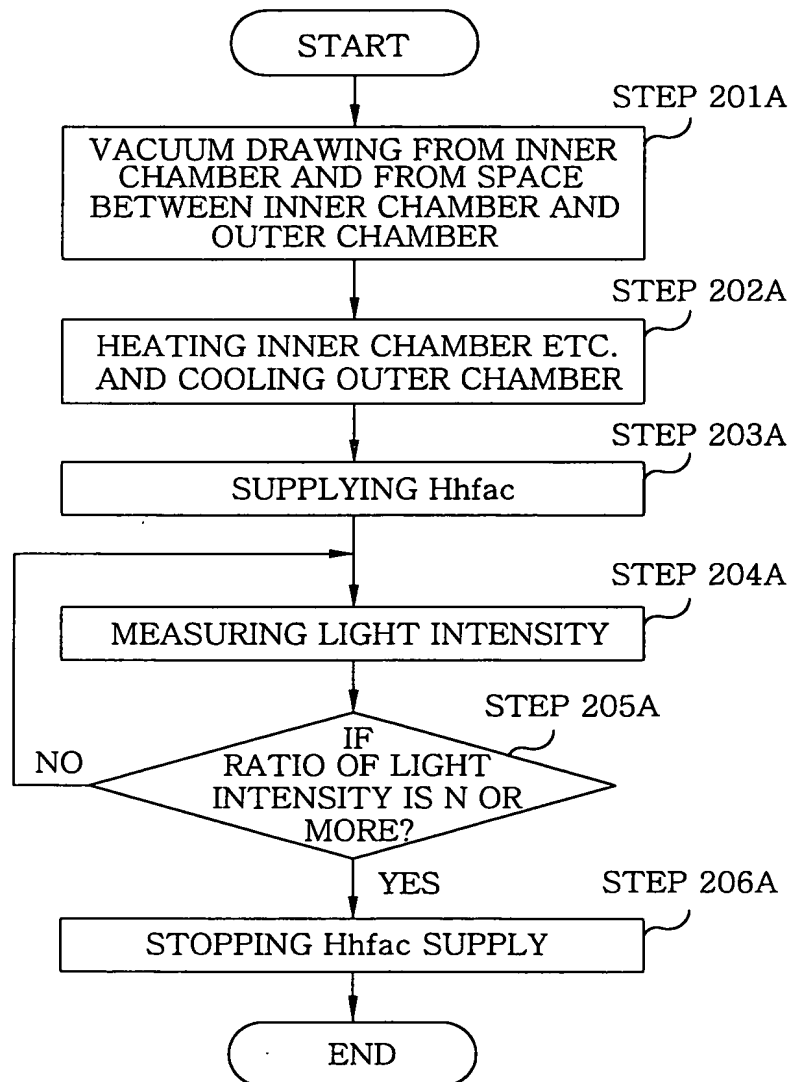 START
STEP 201A
VACUUM DRAWING FROM INNER
CHAMBER AND FROM SPACE
BETWEEN INNER CHAMBER AND
OUTER CHAMBER
STEP 202A
HEATING INNER CHAMBER ETC.
AND COOLING OUTER CHAMBER
STEP 203A
SUPPLYING Hhfac
STEP 204A
MEASURING LIGHT INTENSITY
STEP 205A
IF
RATIO OF LIGHT
INTENSITY IS N OR
MORE?
NO
YES
STEP 206A
STOPPING Hhfac SUPPLY
END